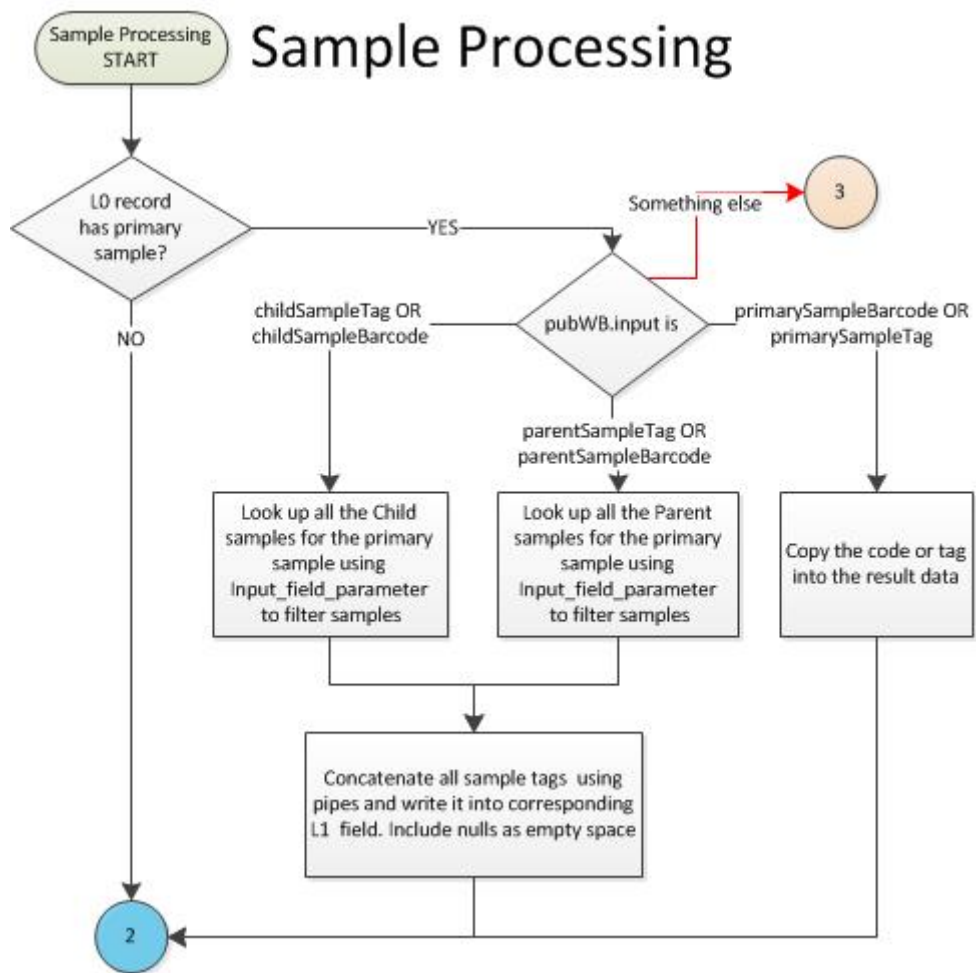 Sample Processing
START
Sample Processing
L0 record
has primary
sample?
YES
Something else
3
NO
pubWB.input is
childSampleTag OR
childSampleBarcode
primarySampleBarcode OR
primarySampleTag
parentSampleTag OR
parentSampleBarcode
Look up all the Child
samples for the primary
sample using
Input_field_parameter
to filter samples
Look up all the Parent
samples for the primary
sample using
Input_field_parameter
to filter samples
Copy the code or tag
into the result data
Concatenate all sample tags using
pipes and write it into corresponding
L1 field. Include nulls as empty space
2